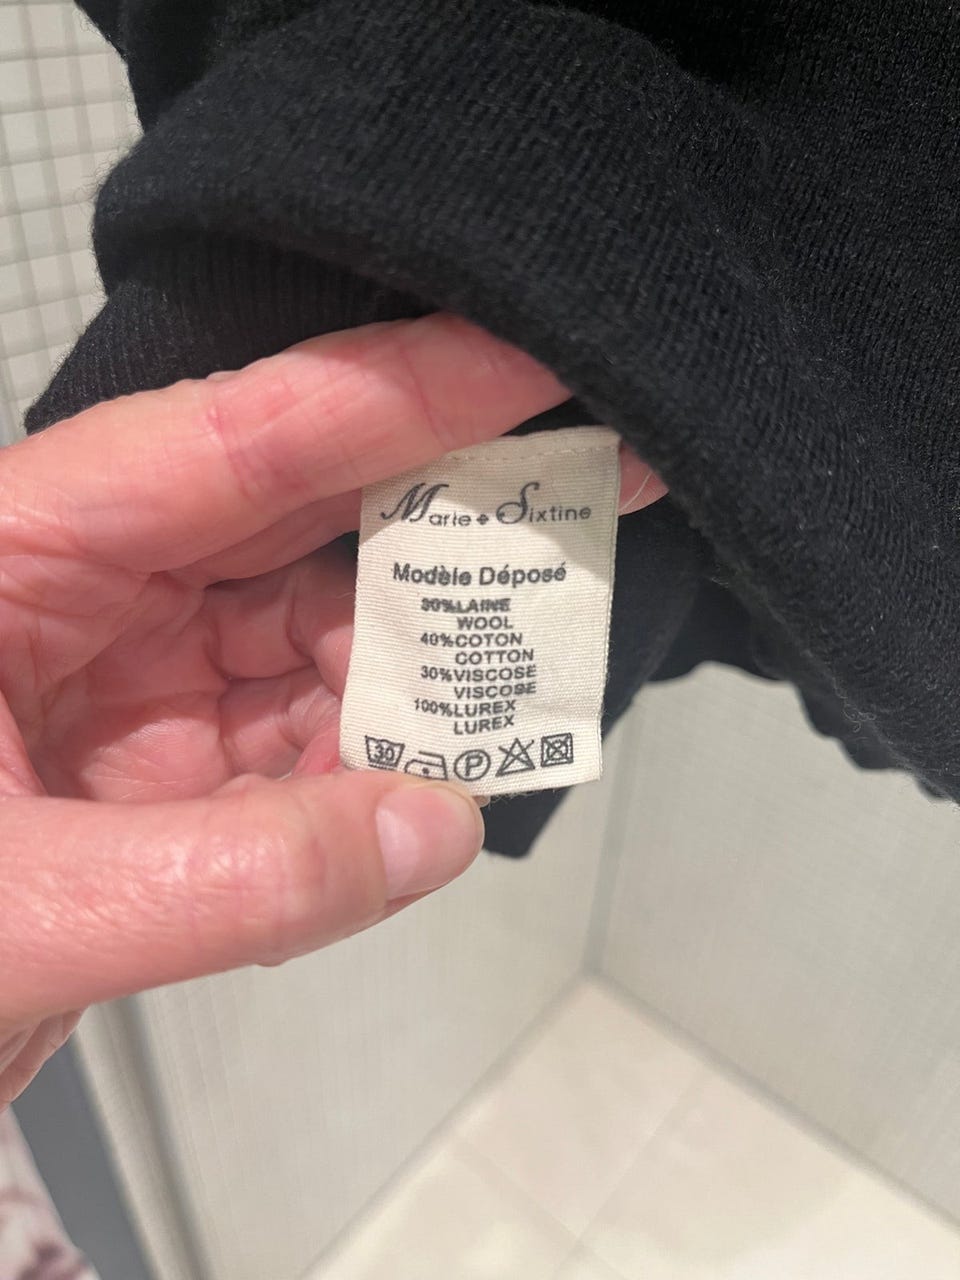 Marie Sixtine
Modèle Déposé
30%LAINE
WOOL
40%COTON
COTTON
30%VISCOSE
VISCOSE
100%LUREX
LUREX
30
P